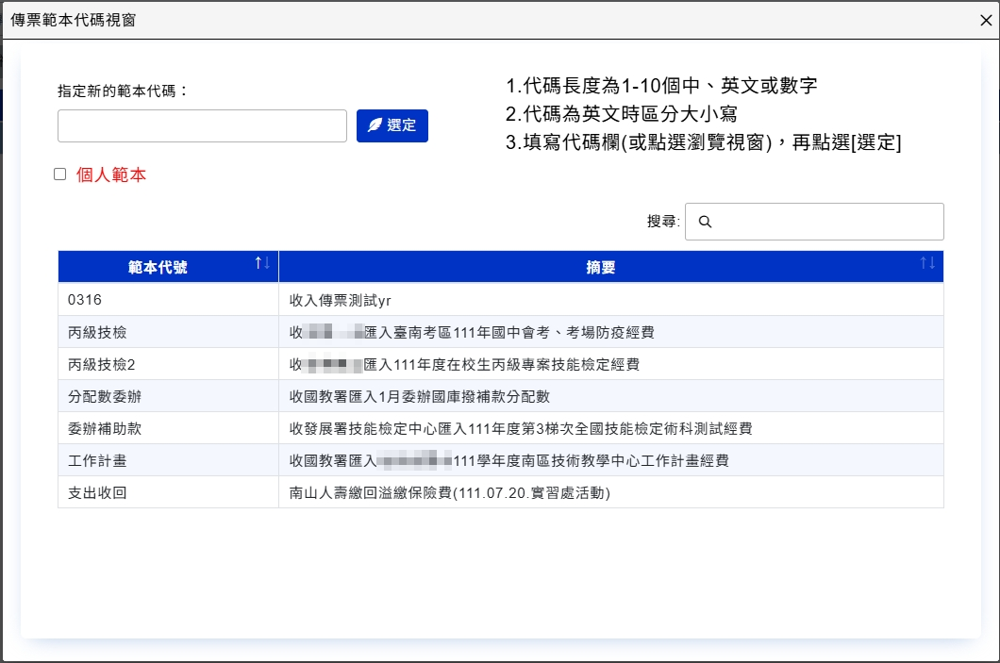 傳票範本代碼視窗
指定新的範本代碼：
選定
個人範本
1.代碼長度為1-10個中、英文或數字
2.代碼為英文時區分大小寫
3.填寫代碼欄(或點選瀏覽視窗)，再點選[選定]
搜尋:
範本代號 摘要
0316 收入傳票測試yr
丙級技檢 收 匯入臺南考區111年國中會考、考場防疫經費
丙級技檢2 收 匯入111年度在校生丙級專案技能檢定經費
分配數委辦 收國教署匯入1月委辦國庫撥補款分配數
委辦補助款 收發展署技能檢定中心匯入111年度第3梯次全國技能檢定術科測試經費
工作計畫 收國教署匯入 111學年度南區技術教學中心工作計畫經費
支出收回 南山人壽繳回溢繳保險費(111.07.20.實習處活動)